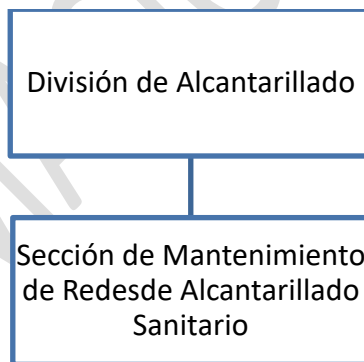 División de Alcantarillado
Sección de Mantenimiento
de Redesde Alcantarillado
Sanitario